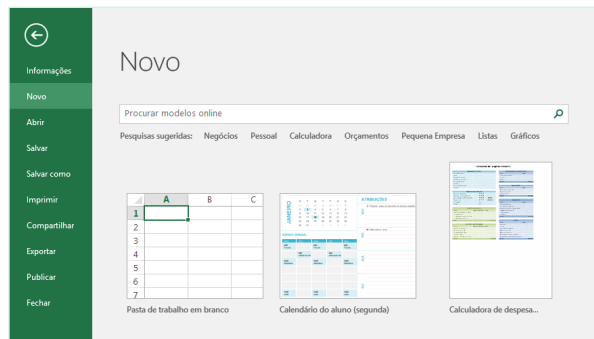 Informações
Novo
Abrir
Salvar
Salvar como
Imprimir
Compartilhar
Exportar
Publicar
Fechar
Novo
Procurar modelos online
Pesquisas sugeridas: Negócios Pessoal Calculadora Orçamentos Pequena Empresa Listas Gráficos
A B C
1
2
3
4
5
6
7
Pasta de trabalho em branco
JANEIRO
ATRIBUIÇÕES
Calendário do aluno (segunda)
Calculadora de despesa...